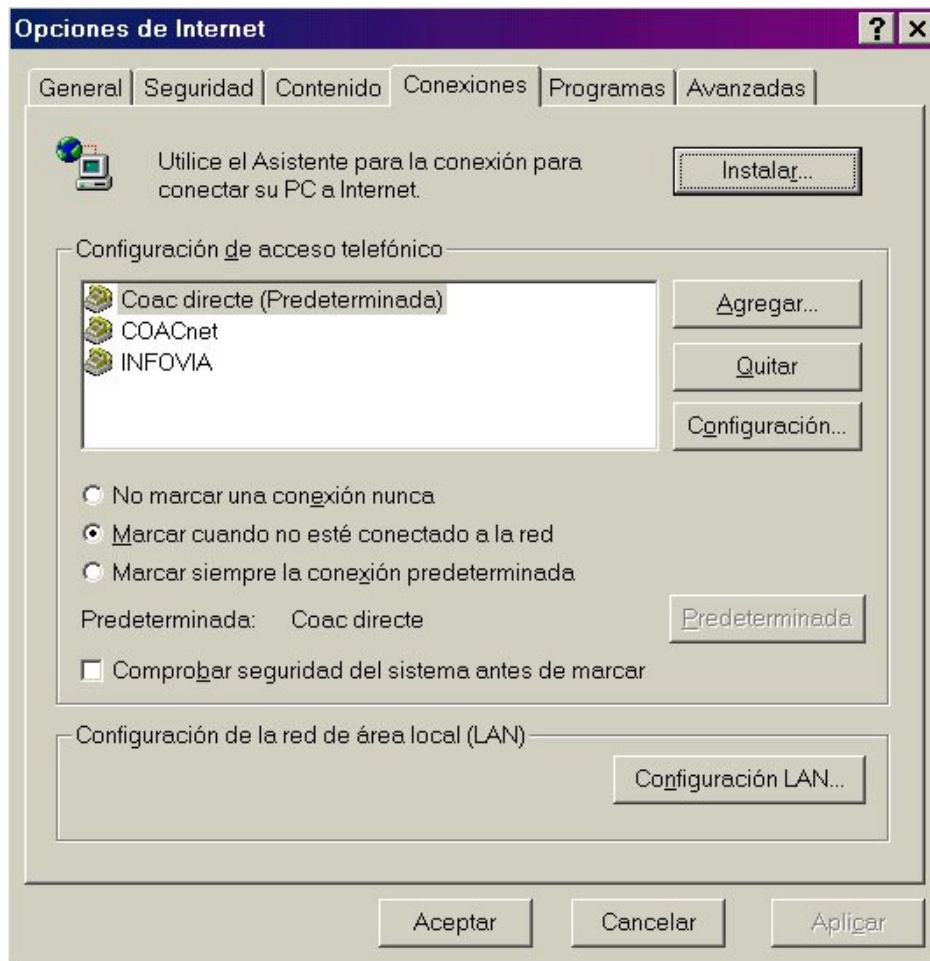 Opciones de Internet
General Seguridad Contenido Conexiones Programas Avanzadas
Utilice el Asistente para la conexión para
conectar su PC a Internet.
Instalar...
Configuración de acceso telefónico
Coac directe (Predeterminada)
COACnet
INFOVIA
Agregar...
Quitar
Configuración...
No marcar una conexión nunca
Marcar cuando no esté conectado a la red
Marcar siempre la conexión predeterminada
Predeterminada: Coac directe
Predeterminada
Comprobar seguridad del sistema antes de marcar
Configuración de la red de área local (LAN)
Configuración LAN...
Aceptar Cancelar Aplicar